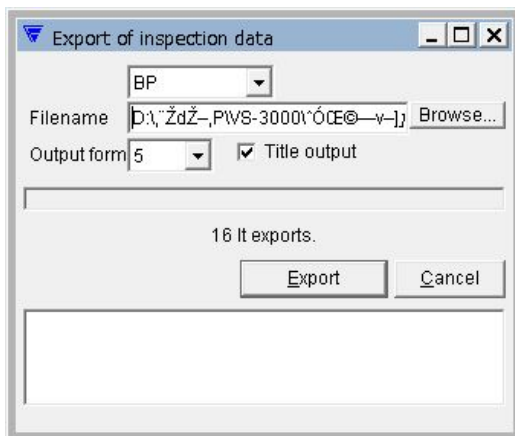 Export of inspection data
BP
Filename D:\‚¨ŽdŽ–‚P\VS-3000\ˆÓŒ©—v–] Browse...
Output form 5 Title output
16 It exports.
Export Cancel